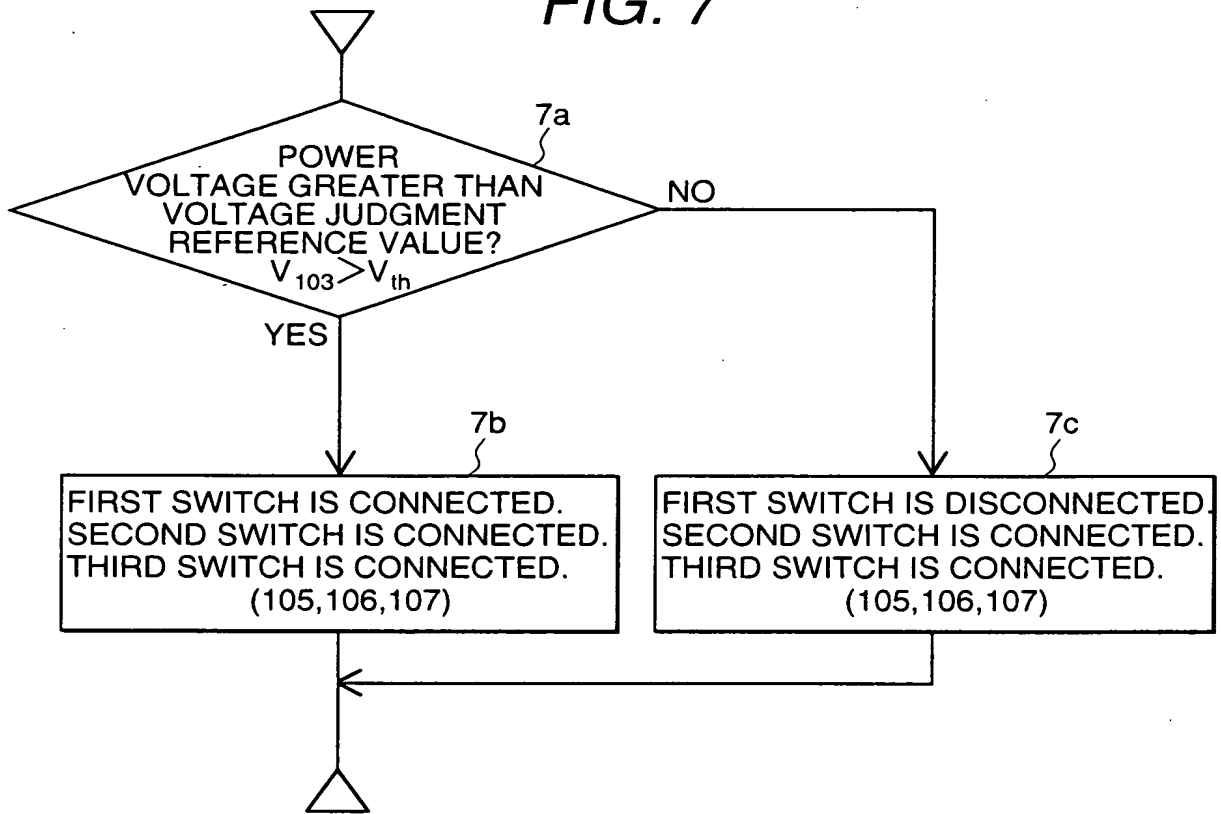 FIG. 7
7a
POWER
VOLTAGE GREATER THAN
VOLTAGE JUDGMENT
REFERENCE VALUE?
V103>Vth
NO
YES
7b
FIRST SWITCH IS CONNECTED.
SECOND SWITCH IS CONNECTED.
THIRD SWITCH IS CONNECTED.
(105,106,107)
7c
FIRST SWITCH IS DISCONNECTED.
SECOND SWITCH IS CONNECTED.
THIRD SWITCH IS CONNECTED.
(105,106,107)